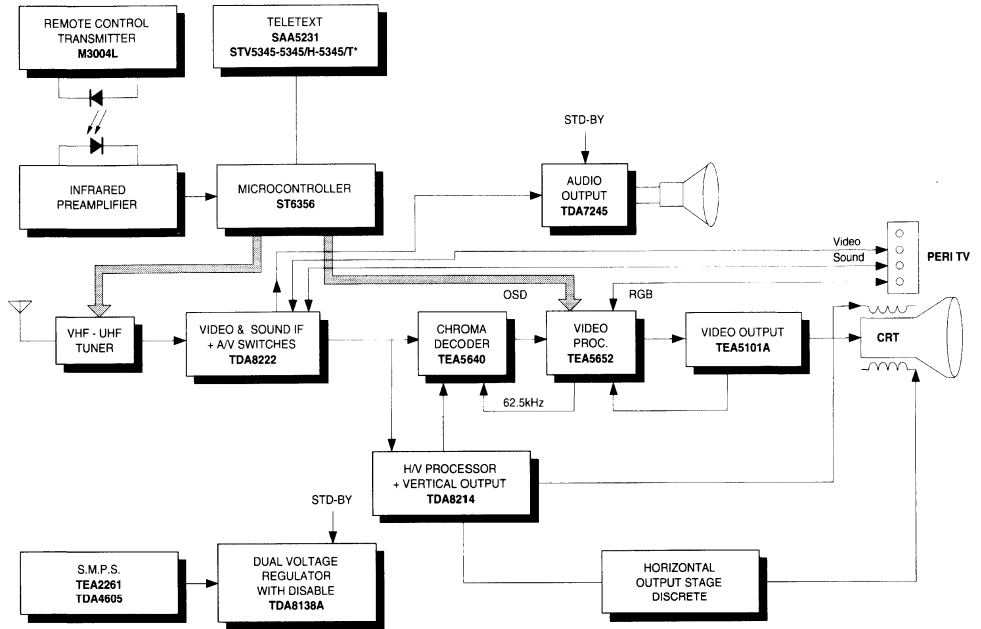 REMOTE CONTROL
TRANSMITTER
M3004L
TELETEXT
SAA5231
STV5345-5345/H-5345/T*
STD-BY
INFRARED
PREAMPLIFIER
MICROCONTROLLER
ST6356
AUDIO
OUTPUT
TDA7245
Video
Sound
PERI TV
OSD
RGB
VHF - UHF
TUNER
VIDEO & SOUND IF
+ A/V SWITCHES
TDA8222
CHROMA
DECODER
TEA5640
VIDEO
PROC.
TEA5652
VIDEO OUTPUT
TEA5101A
CRT
62.5kHz
H/V PROCESSOR
+ VERTICAL OUTPUT
TDA8214
STD-BY
S.M.P.S.
TEA2261
TDA4605
DUAL VOLTAGE
REGULATOR
WITH DISABLE
TDA8138A
HORIZONTAL
OUTPUT STAGE
DISCRETE